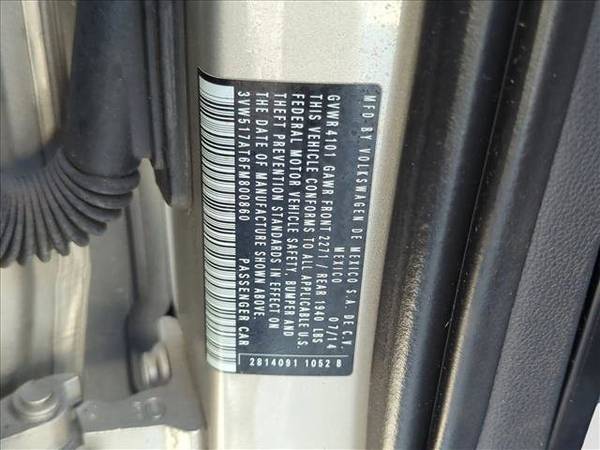 MFD BY VOLKSWAGEN DE MEXICO S.A. DE C.V.
MEXICO 07/14
GVWR 4101 GAWR FRONT 2271 / REAR 1940 LBS
THIS VEHICLE CONFORMS TO ALL APPLICABLE U.S.
FEDERAL MOTOR VEHICLE SAFETY, BUMPER AND
THEFT PREVENTION STANDARDS IN EFFECT ON
THE DATE OF MANUFACTURE SHOWN ABOVE.
3VW517AT6FM800860 PASSENGER CAR
2814091 1052 8